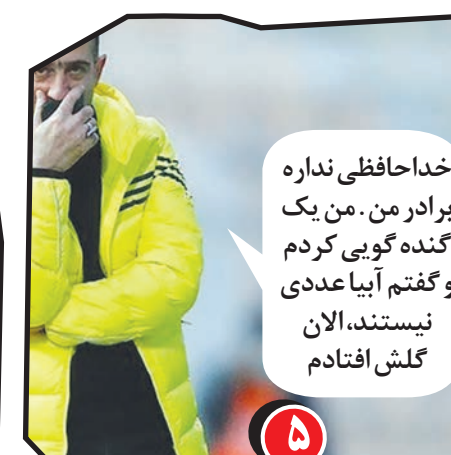 خداحافظی نداره
برادر من. من یک
گنده گویی کردم
و گفتم آبیا عددی
نیستند، الان
گلش افتادم
۵